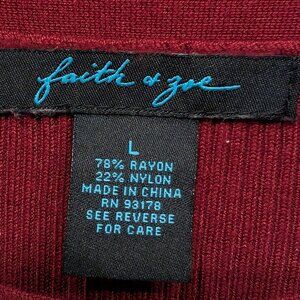 faith & zoe
L
78% RAYON
22% NYLON
MADE IN CHINA
RN 93178
SEE REVERSE
FOR CARE